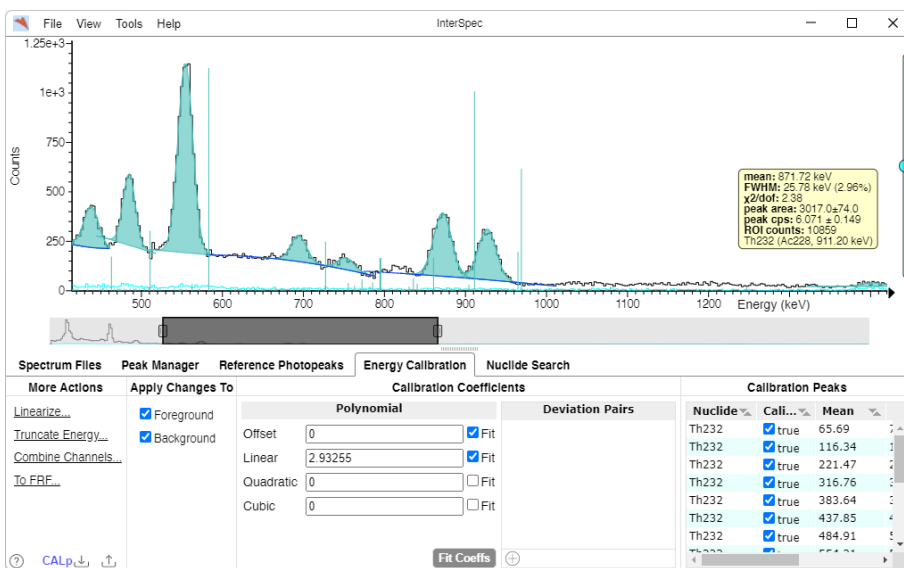 File View Tools Help InterSpec
1.25e+3
1e+3
750
500
250
0
Counts
500 600 700 800 900 1000 1100 1200 Energy (keV)
mean: 871.72 keV
FWHM: 25.78 keV (2.96%)
χ2/dof: 2.38
peak area: 3017.0±74.0
peak cps: 6.071 ± 0.149
ROI counts: 10859
Th232 (Ac228, 911.20 keV)
Spectrum Files Peak Manager Reference Photopeaks Energy Calibration Nuclide Search
More Actions
Linearize...
Truncate Energy...
Combine Channels...
To FRF...
CALp
Apply Changes To
Foreground
Background
Calibration Coefficients
Polynomial
Offset 0 Fit
Linear 2.93255 Fit
Quadratic 0 Fit
Cubic 0 Fit
Fit Coeffs
Deviation Pairs
Calibration Peaks
Nuclide Cali... Mean
Th232 true 65.69
Th232 true 116.34
Th232 true 221.47
Th232 true 316.76
Th232 true 383.64
Th232 true 437.85
Th232 true 484.91